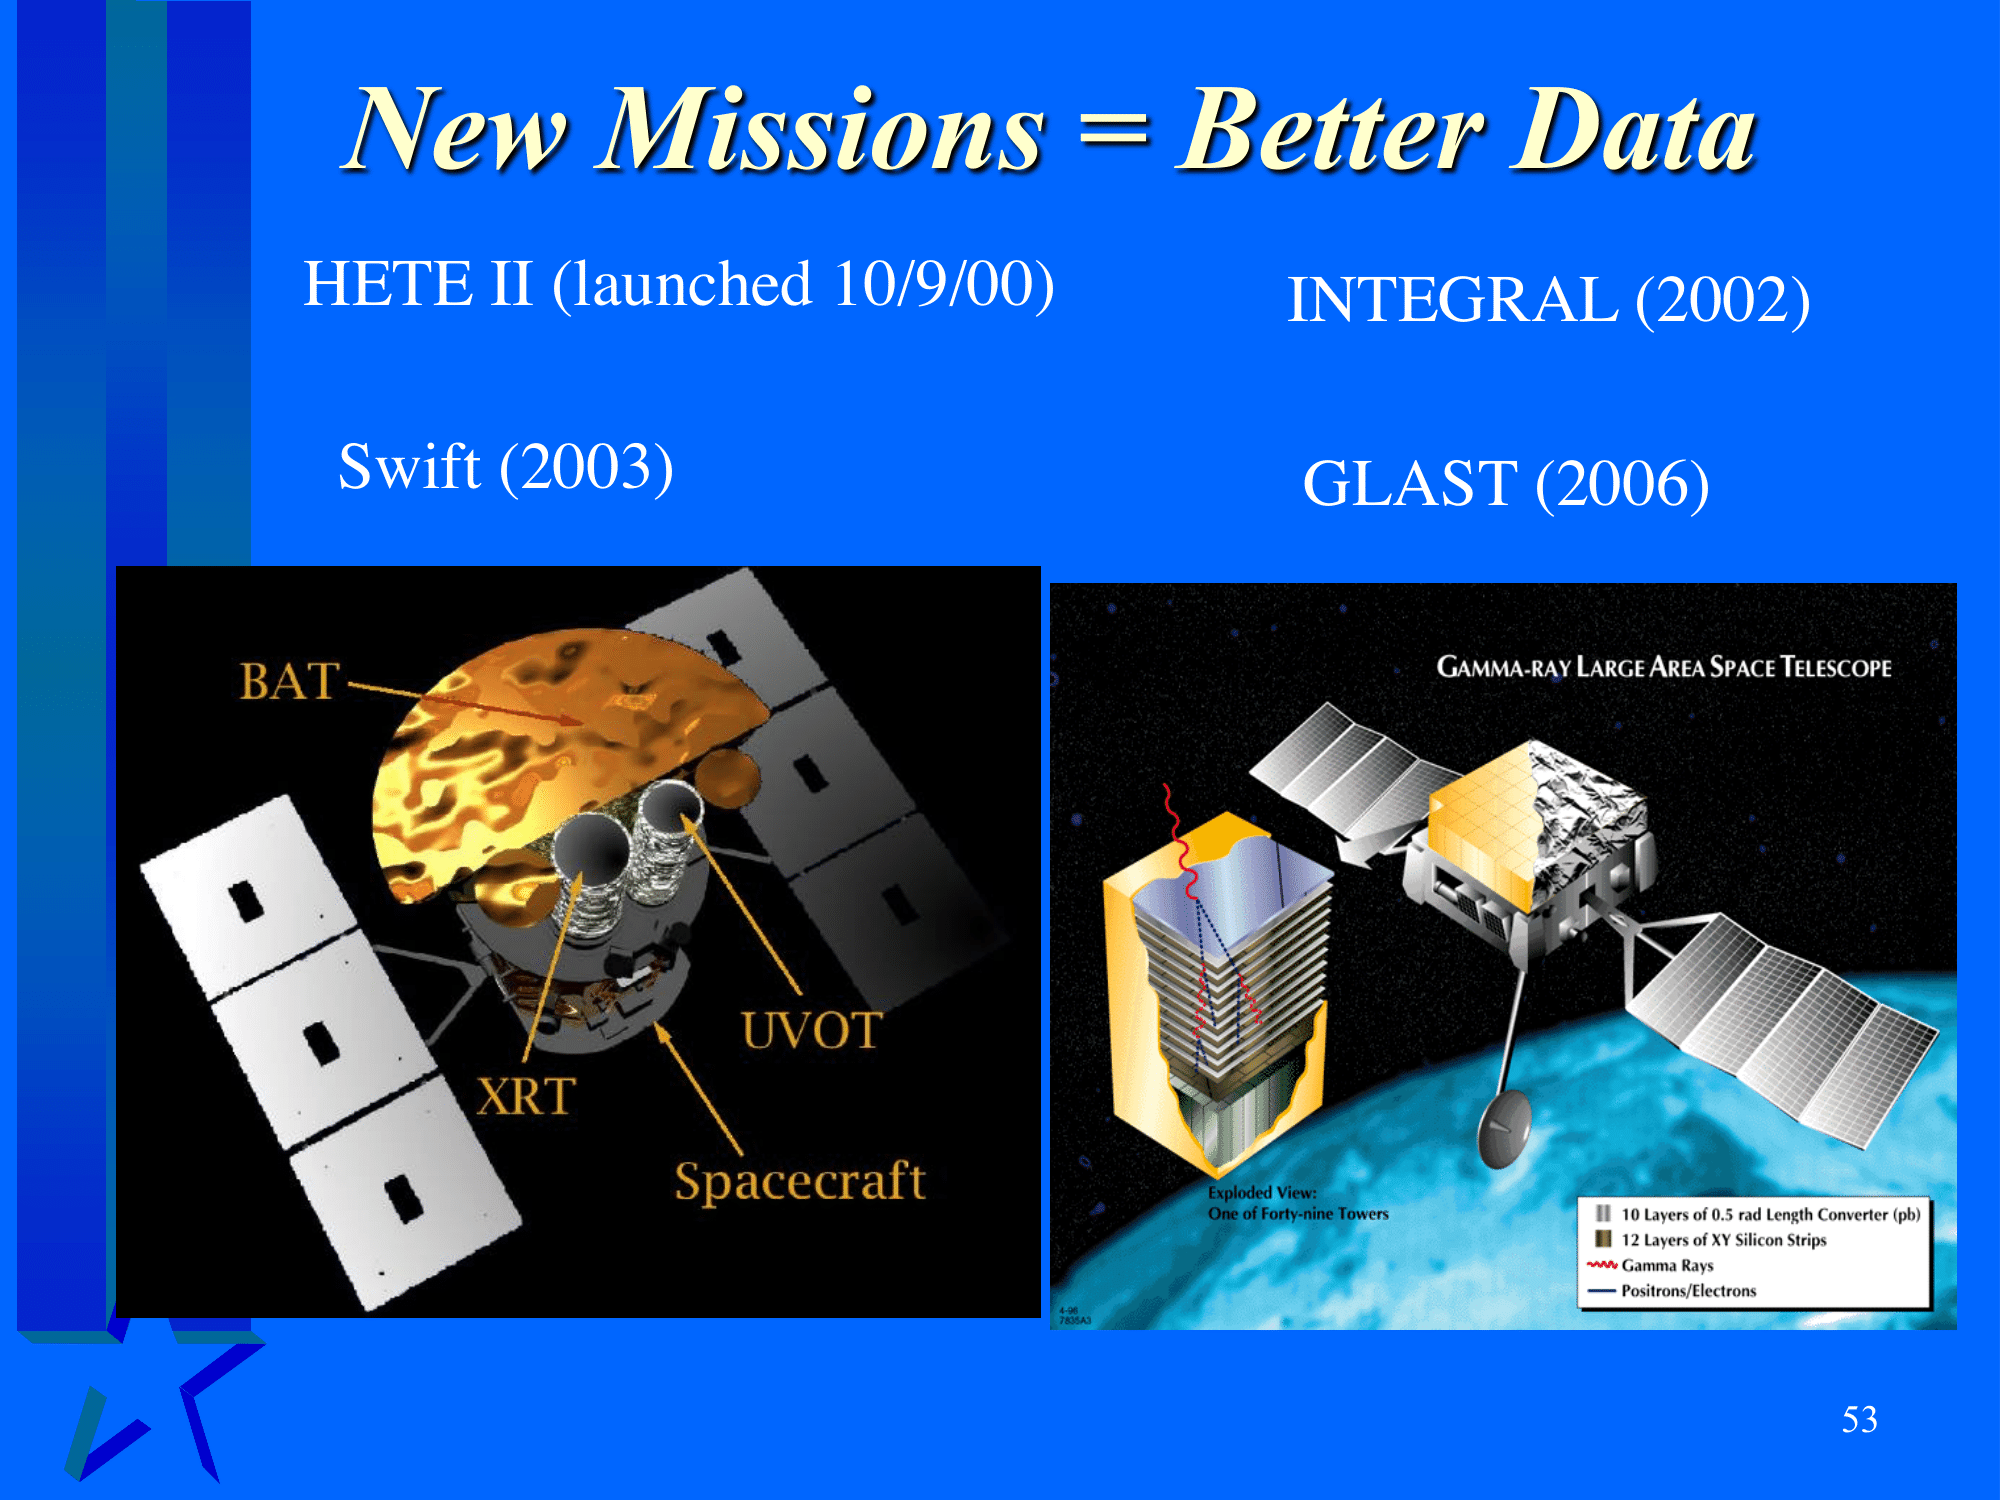 New Missions = Better Data
HETE II (launched 10/9/00)
INTEGRAL (2002)
Swift (2003)
GLAST (2006)
BAT
UVOT
XRT
Spacecraft
GAMMA-RAY LARGE AREA SPACE TELESCOPE
Exploded View:
One of Forty-nine Towers
10 Layers of 0.5 rad Length Converter (pb)
12 Layers of XY Silicon Strips
Gamma Rays
Positrons/Electrons
4-96
7835A3
53